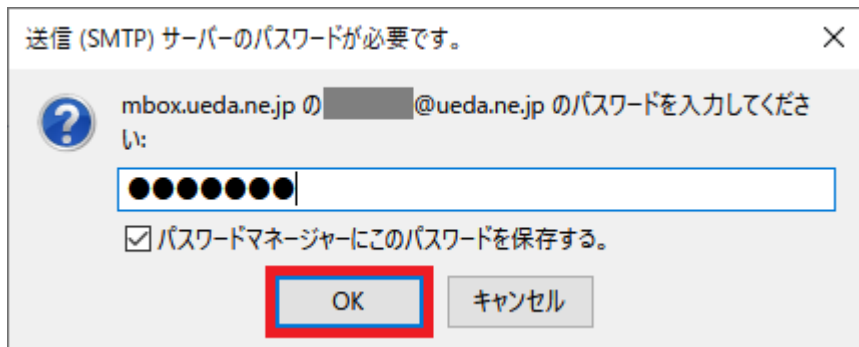 送信 (SMTP) サーバーのパスワードが必要です。
mbox.ueda.ne.jp の @ueda.ne.jp のパスワードを入力してくださ
い:
●●●●●●●
パスワードマネージャーにこのパスワードを保存する。
OK キャンセル